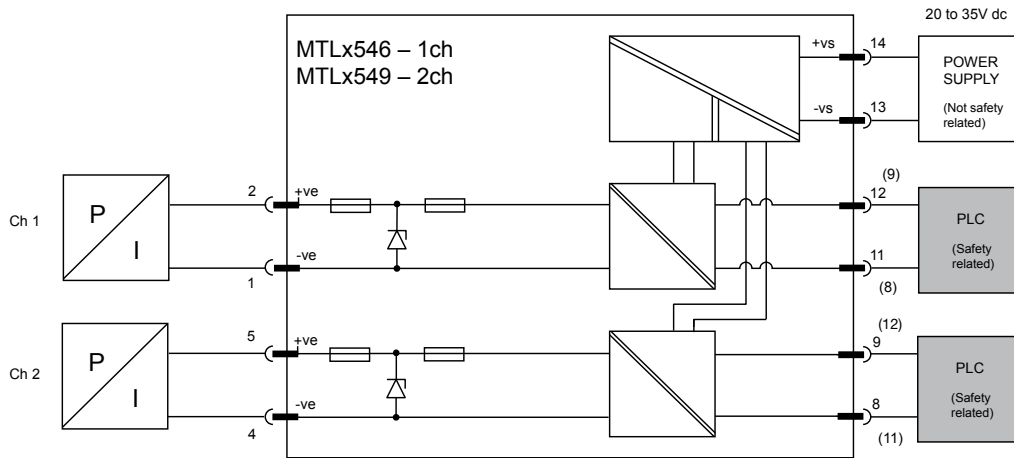 20 to 35V dc
MTLx546 – 1ch
MTLx549 – 2ch
+vs
14
POWER
SUPPLY
(Not safety
related)
-vs
13
(9)
2
+ve
12
Ch 1
P
I
PLC
(Safety
related)
-ve
11
1
(8)
(12)
5
+ve
9
Ch 2
P
I
PLC
(Safety
related)
-ve
8
4
(11)